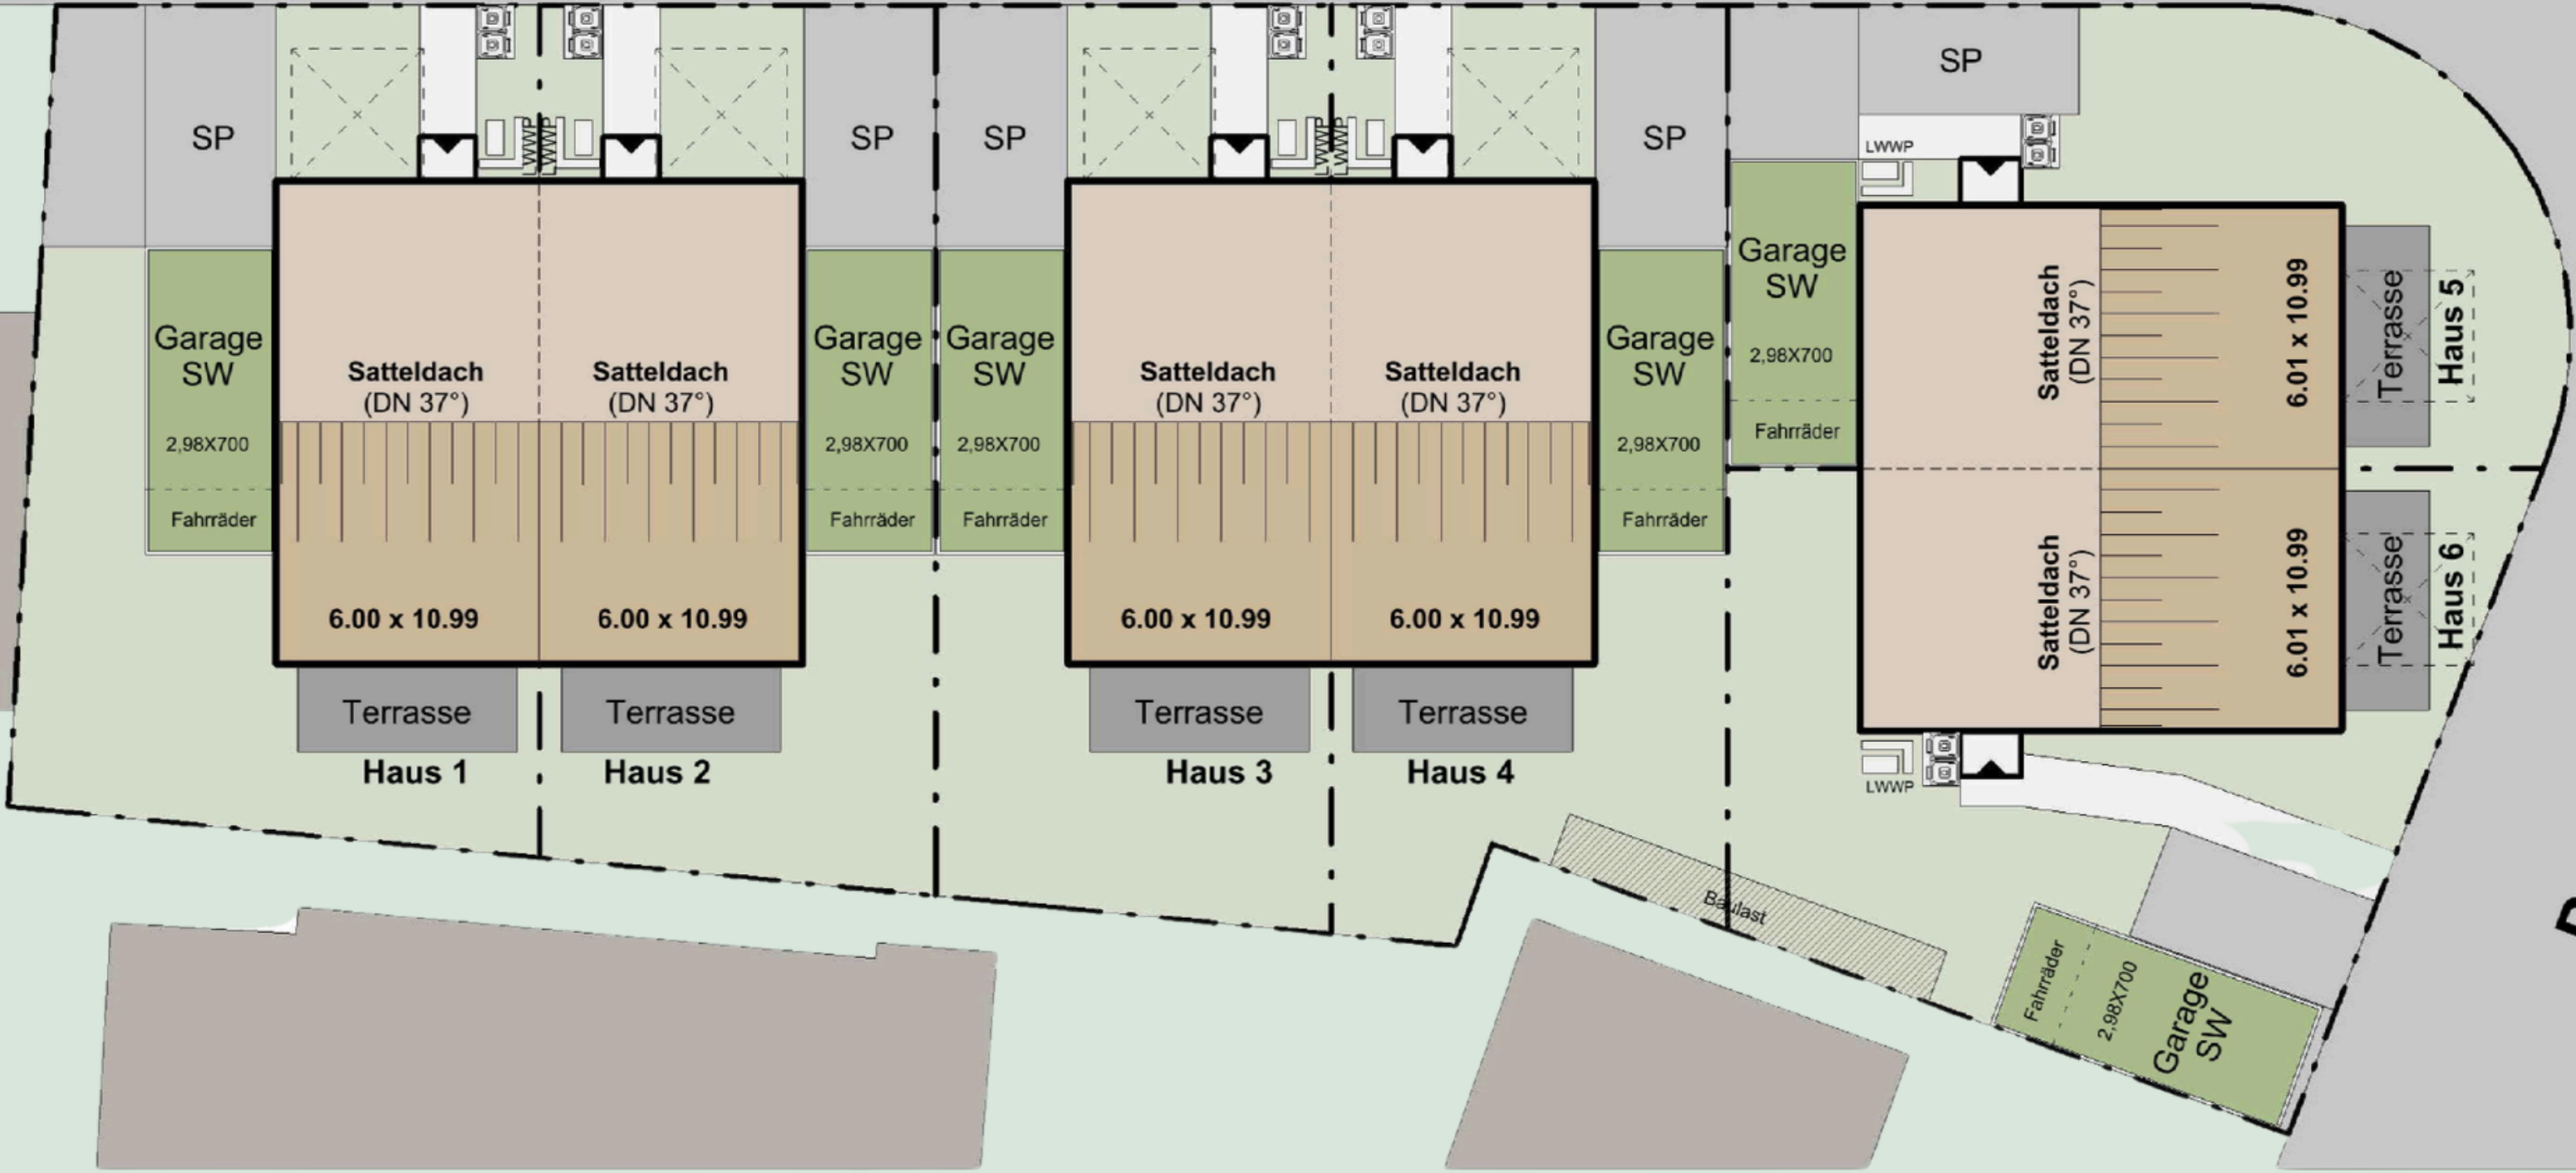 SP
SP
SP
SP
SP
LWWP
Garage
SW
2,98X700
Fahrräder
Satteldach
(DN 37°)
6.00 x 10.99
Terrasse
Haus 1
Satteldach
(DN 37°)
6.00 x 10.99
Terrasse
Haus 2
Garage
SW
2,98X700
Fahrräder
Garage
SW
2,98X700
Fahrräder
Satteldach
(DN 37°)
6.00 x 10.99
Terrasse
Haus 3
Satteldach
(DN 37°)
6.00 x 10.99
Terrasse
Haus 4
Garage
SW
2,98X700
Fahrräder
Garage
SW
2,98X700
Fahrräder
Satteldach
(DN 37°)
6.01 x 10.99
Terrasse
Haus 5
Satteldach
(DN 37°)
6.01 x 10.99
Terrasse
Haus 6
LWWP
Baulast
Fahrräder
2,98X700
Garage
SW